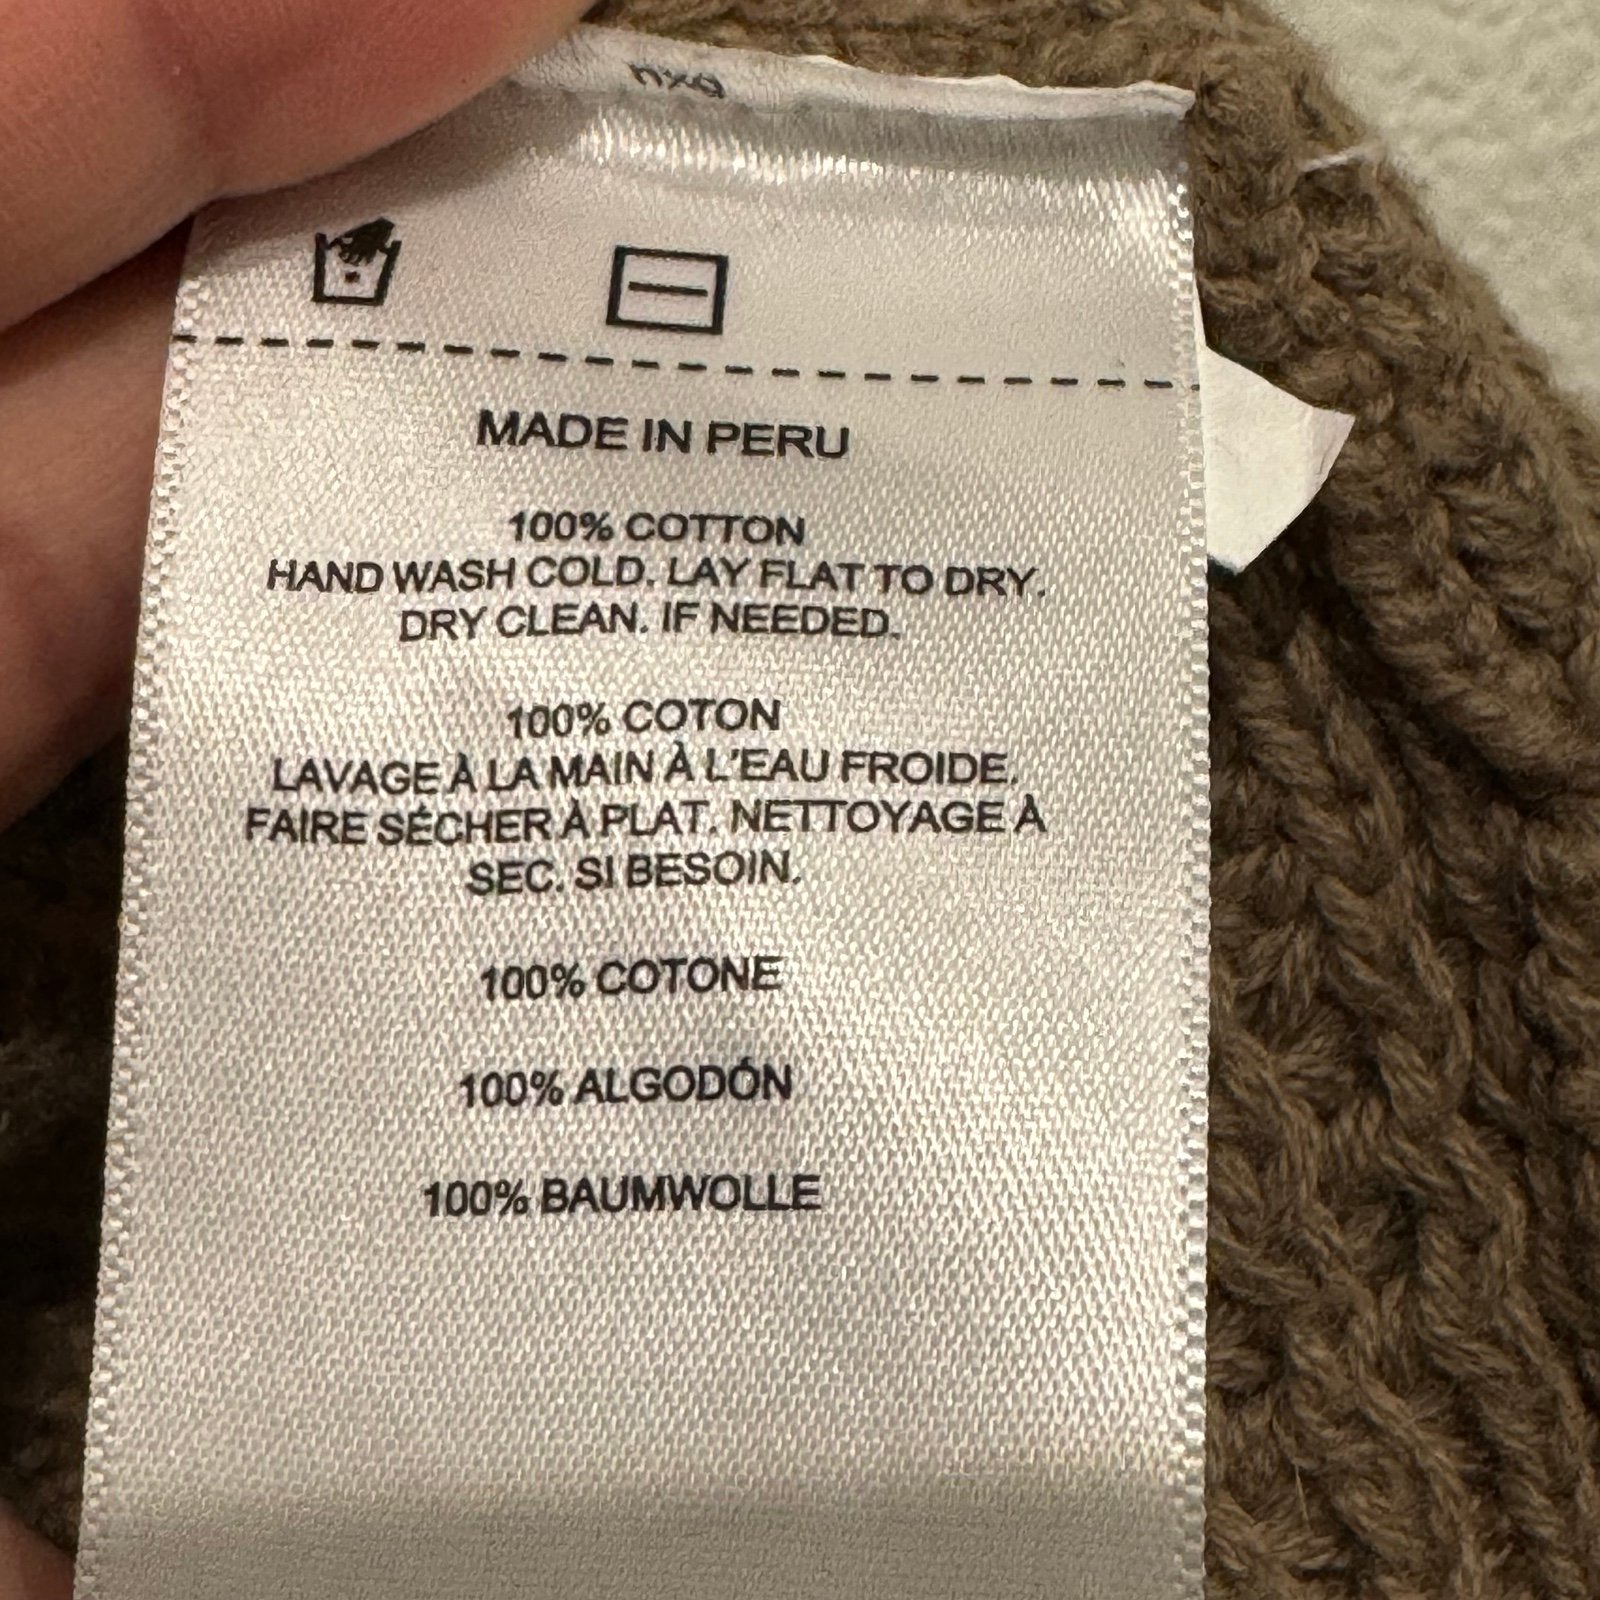 MADE IN PERU
100% COTTON
HAND WASH COLD. LAY FLAT TO DRY.
DRY CLEAN. IF NEEDED.
100% COTON
LAVAGE À LA MAIN À L'EAU FROIDE.
FAIRE SÉCHER À PLAT. NETTOYAGE À
SEC. SI BESOIN.
100% COTONE
100% ALGODÓN
100% BAUMWOLLE